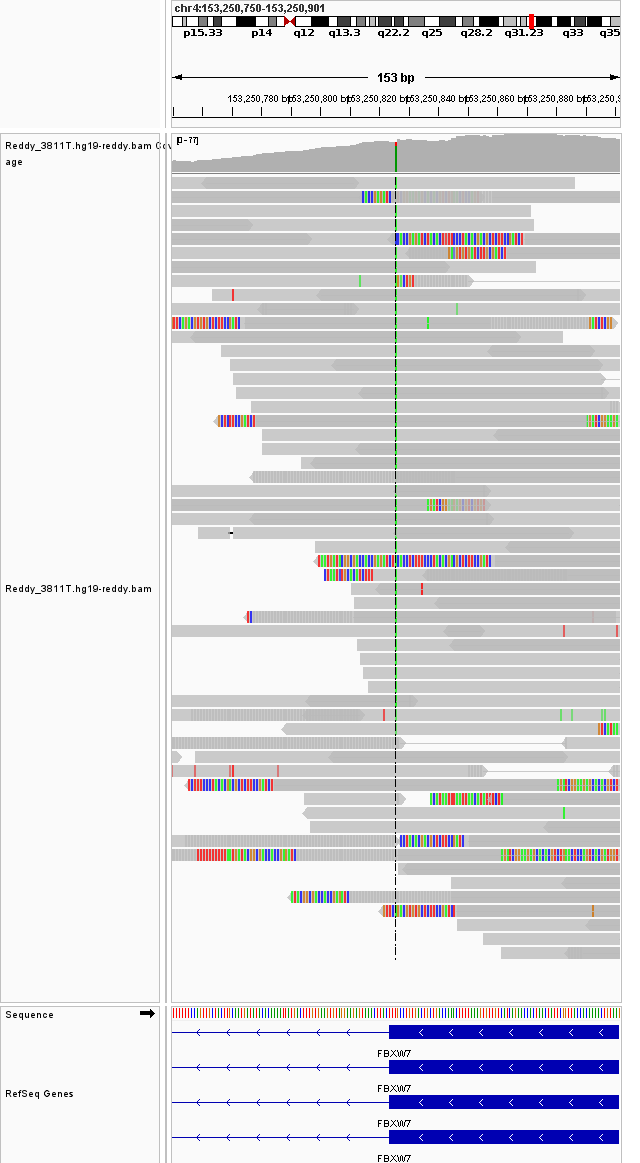 chr4:153,250,750-153,250,901
p15.33 p14 q12 q13.3 q22.2 q25 q28.2 q31.23 q33 q35
153 bp
153,250,780 bp 153,250,800 bp 153,250,820 bp 153,250,840 bp 153,250,860 bp 153,250,880 bp
Reddy_3811T.hg19-reddy.bam Cov
age
[0-77]
Reddy_3811T.hg19-reddy.bam
Sequence
FBXW7
FBXW7
RefSeq Genes
FBXW7
FBXW7